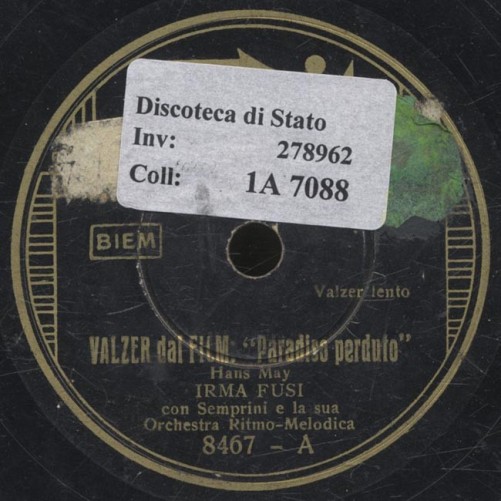 Discoteca di Stato
Inv: 278962
Coll: 1A 7088
BIEM
Valzer lento
VALZER dal FILM: "Paradiso perduto"
Hans May
IRMA FUSI
con Semprini e la sua
Orchestra Ritmo-Melodica
8467 - A